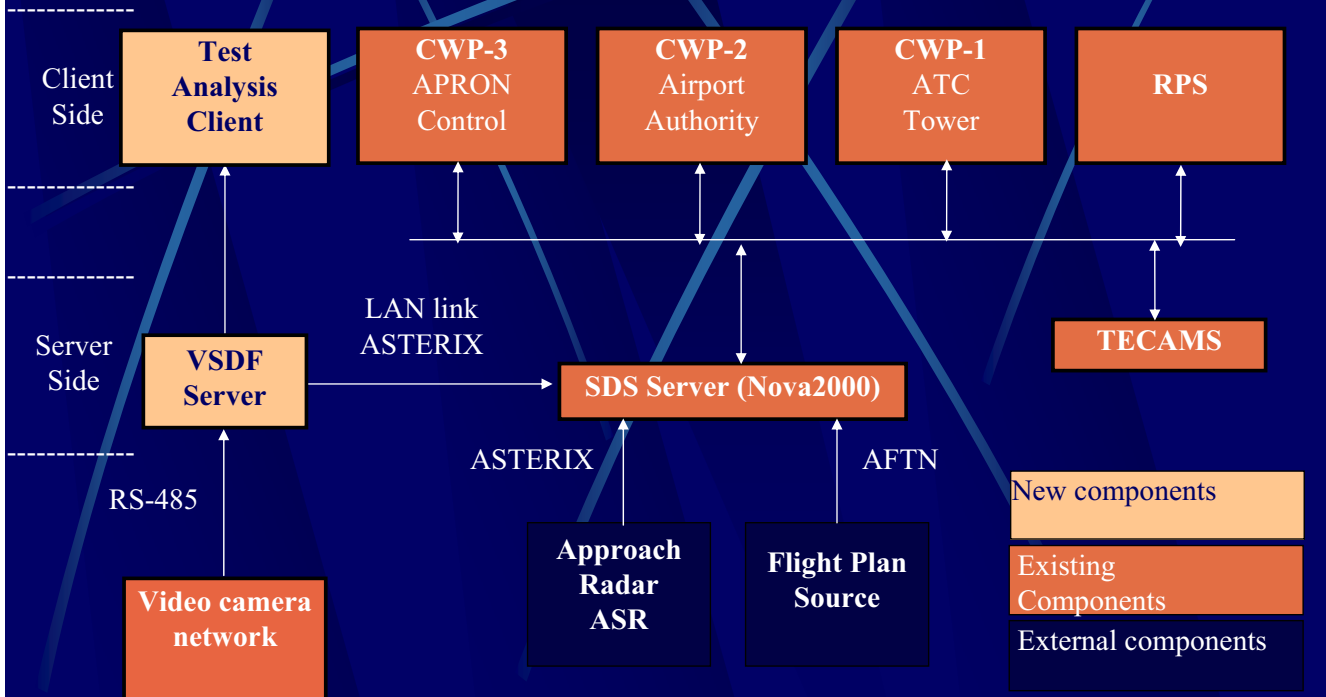 Client
Side
Test
Analysis
Client
CWP-3
APRON
Control
CWP-2
Airport
Authority
CWP-1
ATC
Tower
RPS
Server
Side
VSDF
Server
LAN link
ASTERIX
SDS Server (Nova2000)
TECAMS
RS-485
ASTERIX
AFTN
Video camera
network
Approach
Radar
ASR
Flight Plan
Source
New components
Existing
Components
External components